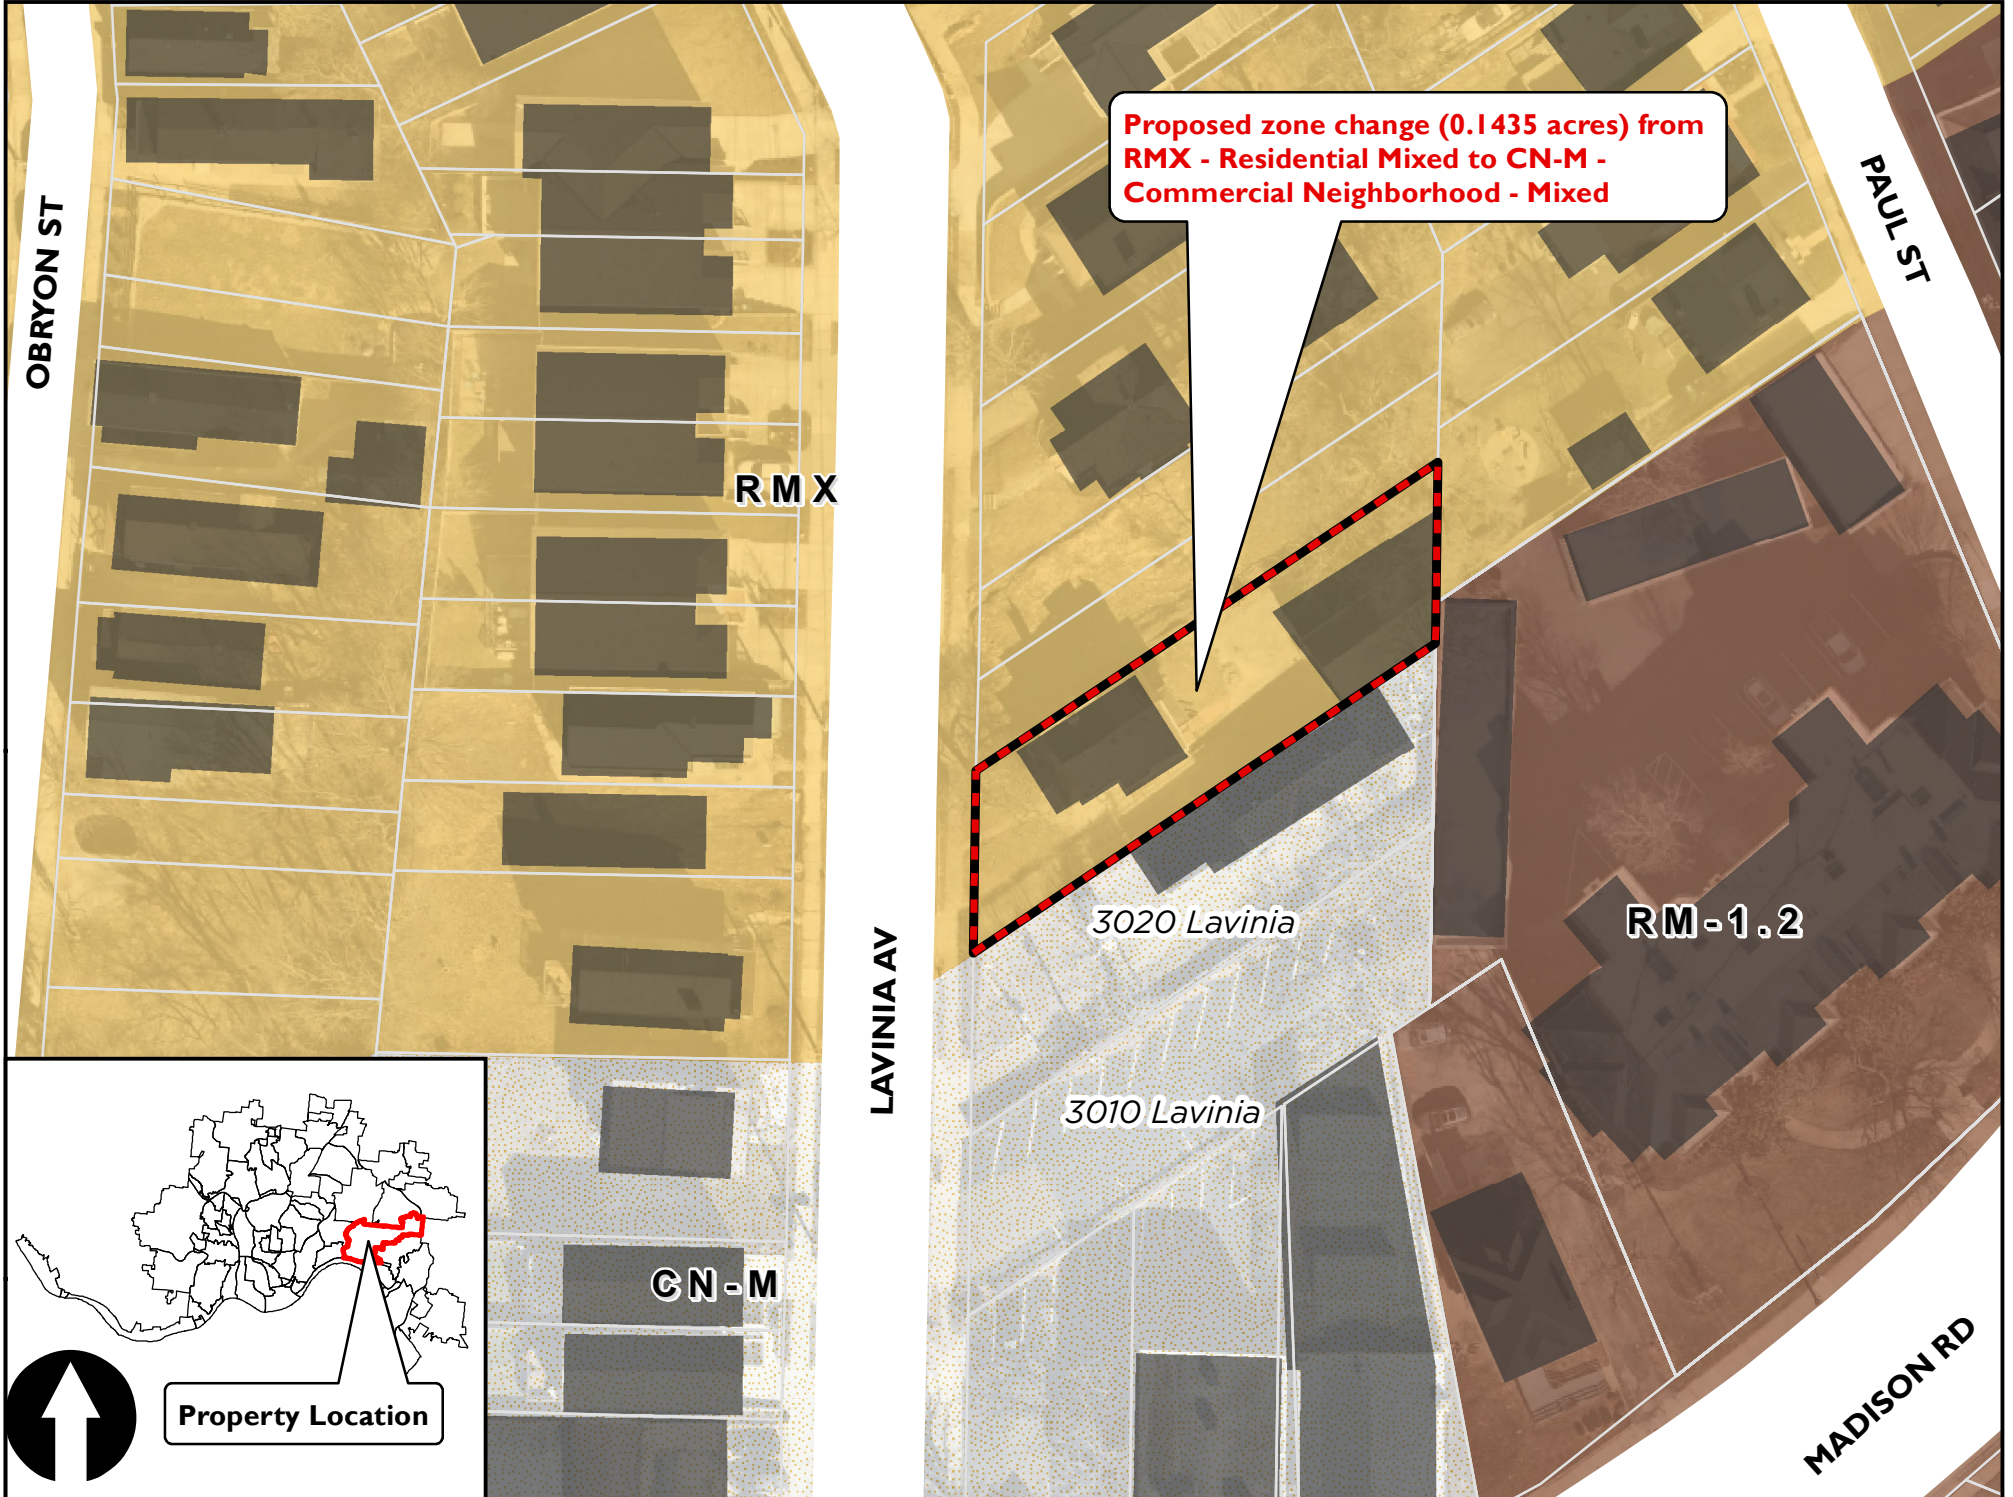 Proposed zone change (0.1435 acres) from
RMX - Residential Mixed to CN-M -
Commercial Neighborhood - Mixed
PAUL ST
OBRYON ST
RMX
3020 Lavinia
RM-1.2
LAVINIA AV
3010 Lavinia
CN-M
MADISON RD
Property Location